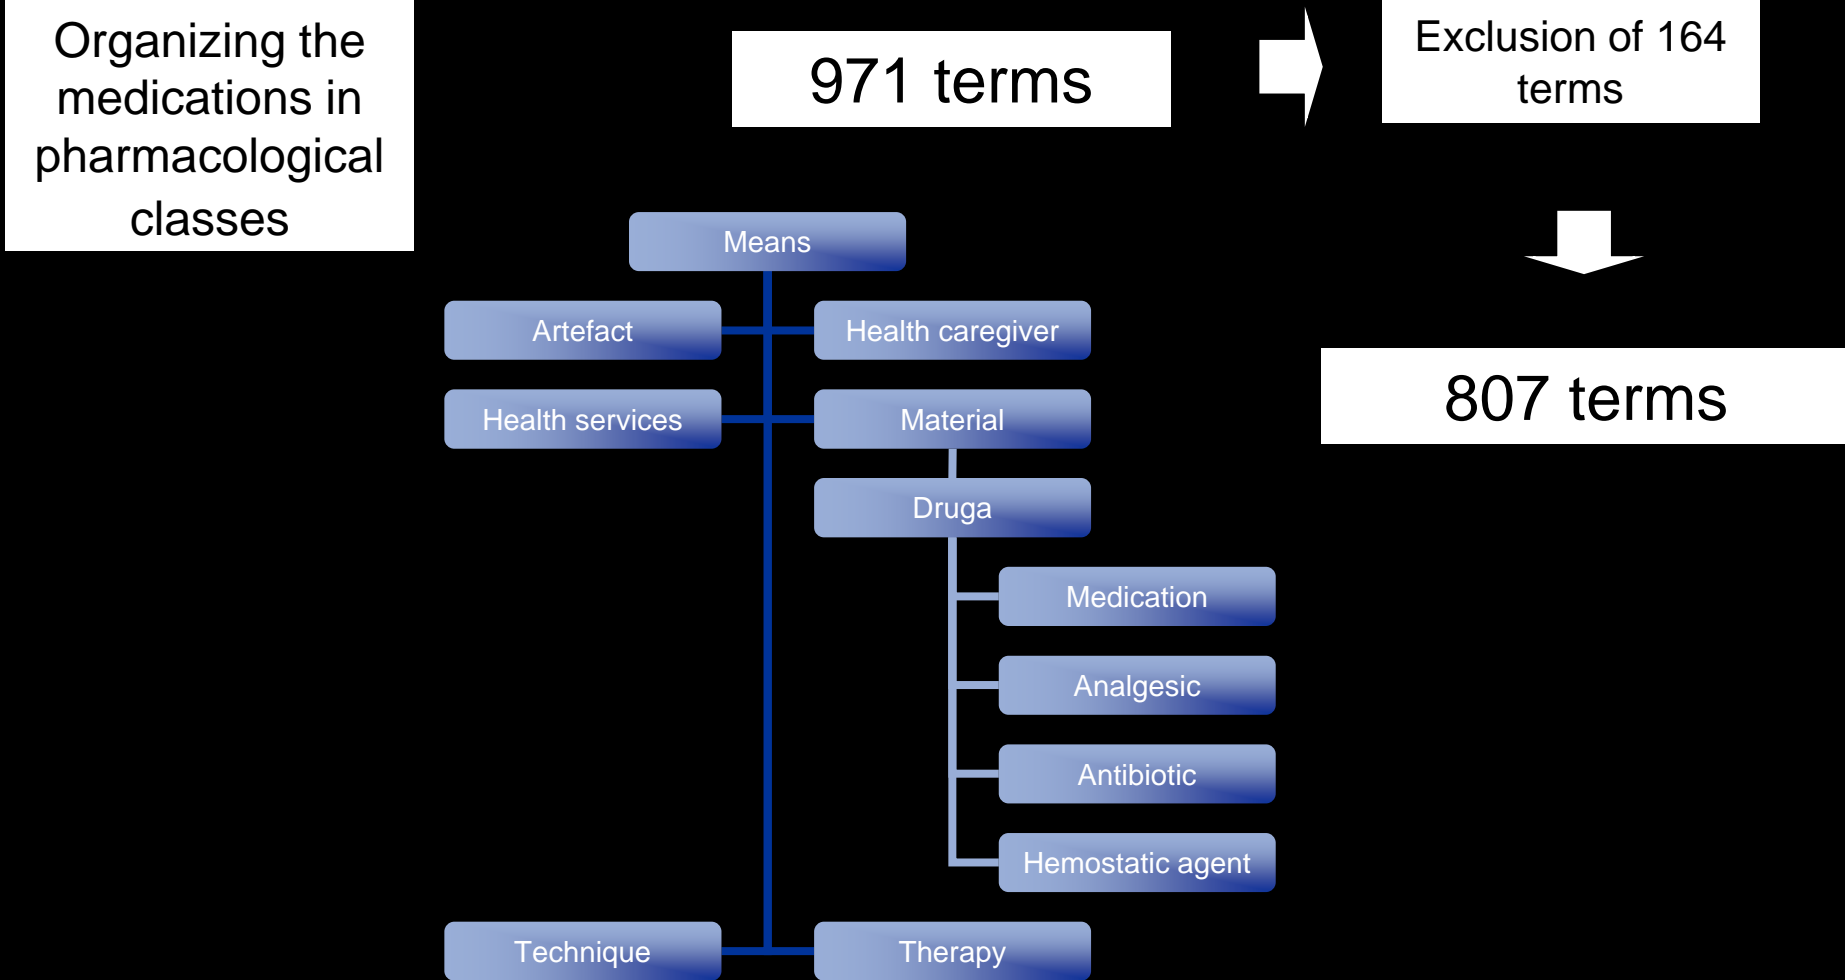 Organizing the
medications in
pharmacological
classes
971 terms
Exclusion of 164
terms
807 terms
Means
Artefact
Health caregiver
Health services
Material
Druga
Medication
Analgesic
Antibiotic
Hemostatic agent
Technique
Therapy